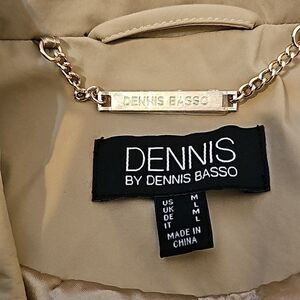 DENNIS BASSO
DENNIS
BY DENNIS BASSO
US M
UK M
DE M
IT L
MADE IN
CHINA